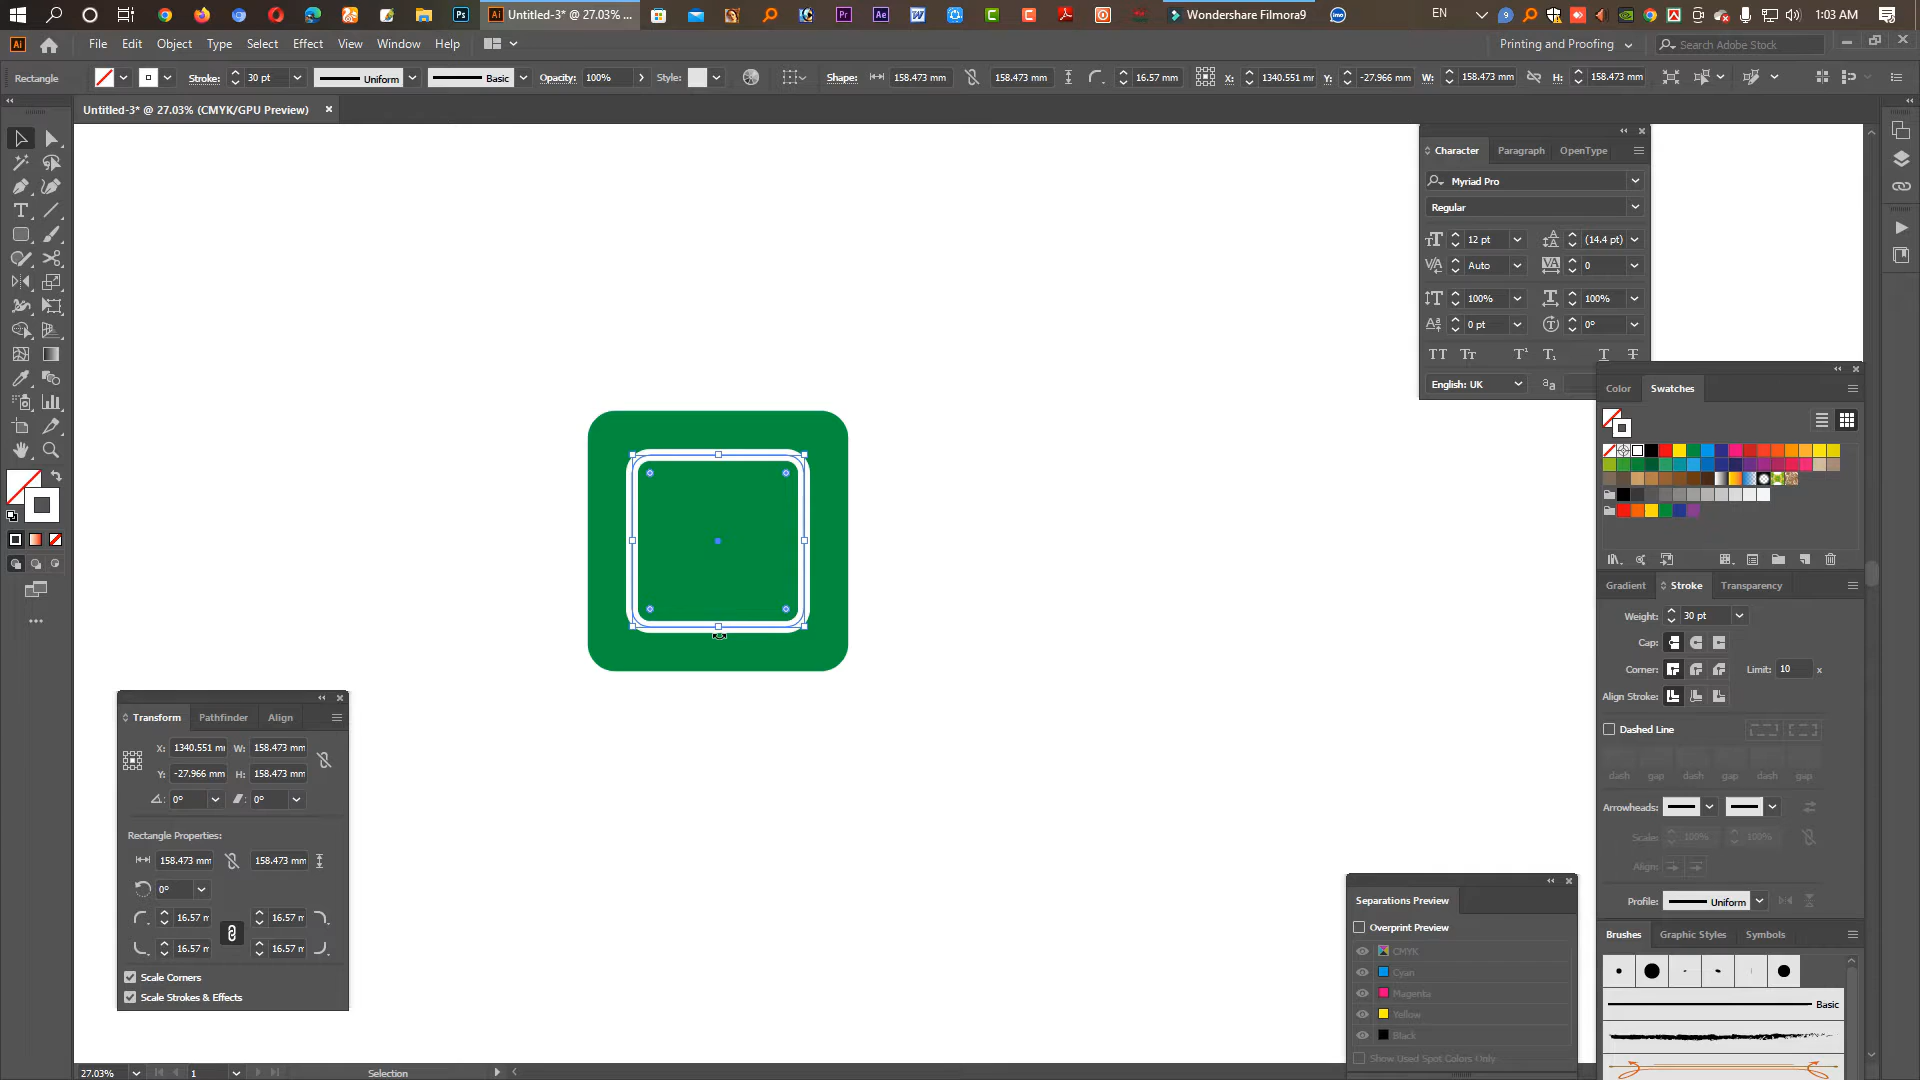 Untitled-3* @ 27.03% ...
Wondershare Filmora9
EN
1:03 AM
File Edit Object Type Select Effect View Window Help
Printing and Proofing
Search Adobe Stock
Rectangle
Stroke: 30 pt
Uniform
Basic
Opacity: 100%
Style:
Shape: 158.473 mm 158.473 mm 16.57 mm
X: 1340.551 mr Y: -27.966 mm W: 158.473 mm H: 158.473 mm
Untitled-3* @ 27.03% (CMYK/GPU Preview)
Character Paragraph OpenType
Myriad Pro
Regular
12 pt (14.4 pt)
Auto 0
100% 100%
0 pt 0°
English: UK
Color Swatches
Gradient Stroke Transparency
Weight: 30 pt
Cap:
Corner: Limit: 10 x
Align Stroke:
Dashed Line
dash gap dash gap dash gap
Arrowheads:
Scale: 100% 100%
Align:
Profile: Uniform
Brushes Graphic Styles Symbols
Basic
Transform Pathfinder Align
X: 1340.551 m W: 158.473 mm
Y: -27.966 mm H: 158.473 mm
0° 0°
Rectangle Properties:
158.473 mm 158.473 mm
0°
16.57 m 16.57 m
16.57 m 16.57 m
Scale Corners
Scale Strokes & Effects
Separations Preview
Overprint Preview
CMYK
Cyan
Magenta
Yellow
Black
Show Used Spot Colors Only
27.03% 1 Selection